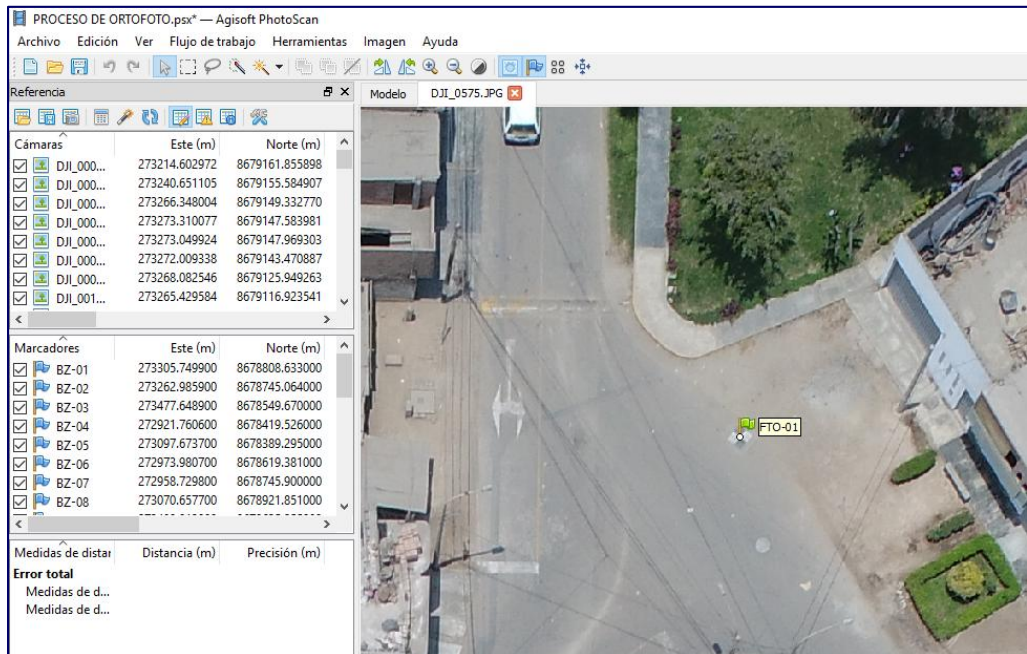 PROCESO DE ORTOFOTO.psx* — Agisoft PhotoScan
Archivo Edición Ver Flujo de trabajo Herramientas Imagen Ayuda
Referencia
Modelo DJI_0575.JPG
Cámaras Este (m) Norte (m)
DJI_000... 273214.602972 8679161.855898
DJI_000... 273240.651105 8679155.584907
DJI_000... 273266.348004 8679149.332770
DJI_000... 273273.310077 8679147.583981
DJI_000... 273273.049924 8679147.969303
DJI_000... 273272.009338 8679143.470887
DJI_000... 273268.082546 8679125.949263
DJI_001... 273265.429584 8679116.923541
Marcadores Este (m) Norte (m)
BZ-01 273305.749900 8678808.633000
BZ-02 273262.985900 8678745.064000
BZ-03 273477.648900 8678549.670000
BZ-04 272921.760600 8678419.526000
BZ-05 273097.673700 8678389.295000
BZ-06 272973.980700 8678619.381000
BZ-07 272958.729800 8678745.900000
BZ-08 273070.657700 8678921.851000
FTO-01
Medidas de distar Distancia (m) Precisión (m)
Error total
Medidas de d...
Medidas de d...